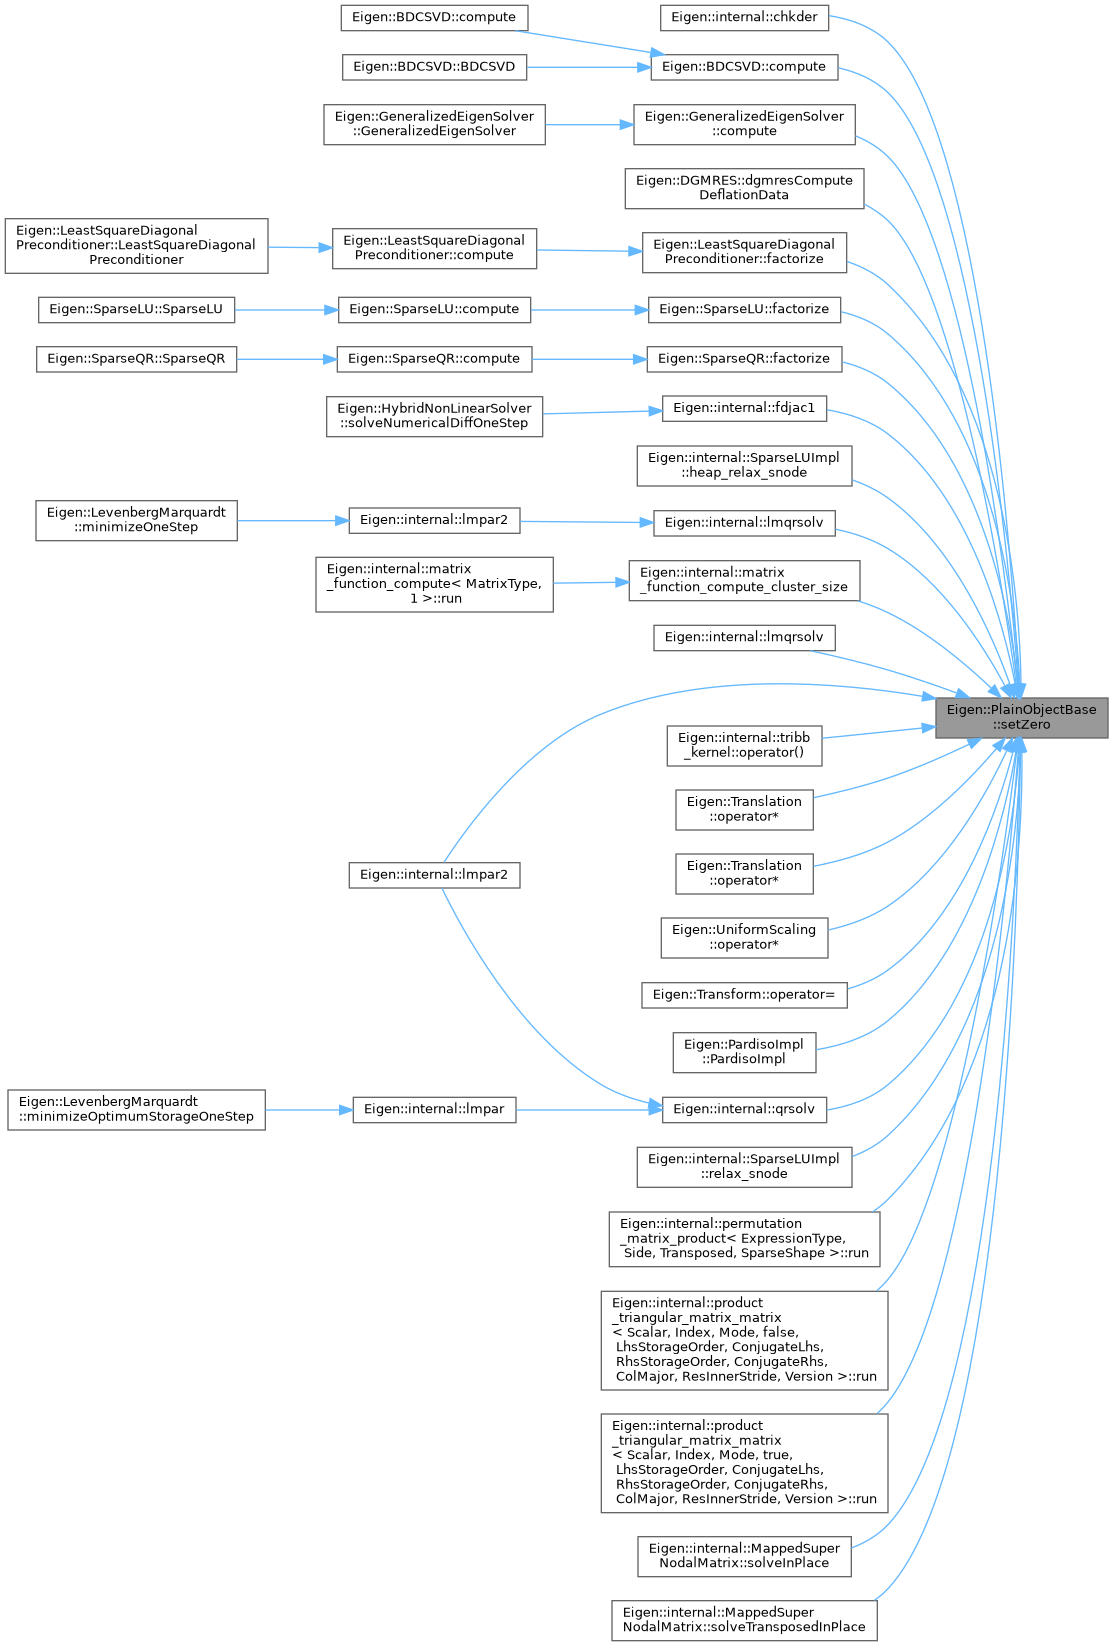 Eigen::BDCSVD::compute
Eigen::internal::chkder
Eigen::BDCSVD::BDCSVD
Eigen::BDCSVD::compute
Eigen::GeneralizedEigenSolver
::GeneralizedEigenSolver
Eigen::GeneralizedEigenSolver
::compute
Eigen::DGMRES::dgmresCompute
DeflationData
Eigen::LeastSquareDiagonal
Preconditioner::LeastSquareDiagonal
Preconditioner
Eigen::LeastSquareDiagonal
Preconditioner::compute
Eigen::LeastSquareDiagonal
Preconditioner::factorize
Eigen::SparseLU::SparseLU
Eigen::SparseLU::compute
Eigen::SparseLU::factorize
Eigen::SparseQR::SparseQR
Eigen::SparseQR::compute
Eigen::SparseQR::factorize
Eigen::HybridNonLinearSolver
::solveNumericalDiffOneStep
Eigen::internal::fdjac1
Eigen::internal::SparseLUImpl
::heap_relax_snode
Eigen::LevenbergMarquardt
::minimizeOneStep
Eigen::internal::lmpar2
Eigen::internal::lmqrsolv
Eigen::internal::matrix
_function_compute< MatrixType,
1 >::run
Eigen::internal::matrix
_function_compute_cluster_size
Eigen::internal::lmqrsolv
Eigen::PlainObjectBase
::setZero
Eigen::internal::tribb
_kernel::operator()
Eigen::Translation
::operator*
Eigen::Translation
::operator*
Eigen::internal::lmpar2
Eigen::UniformScaling
::operator*
Eigen::Transform::operator=
Eigen::PardisoImpl
::PardisoImpl
Eigen::LevenbergMarquardt
::minimizeOptimumStorageOneStep
Eigen::internal::lmpar
Eigen::internal::qrsolv
Eigen::internal::SparseLUImpl
::relax_snode
Eigen::internal::permutation
_matrix_product< ExpressionType,
Side, Transposed, SparseShape >::run
Eigen::internal::product
_triangular_matrix_matrix
< Scalar, Index, Mode, false,
LhsStorageOrder, ConjugateLhs,
RhsStorageOrder, ConjugateRhs,
ColMajor, ResInnerStride, Version >::run
Eigen::internal::product
_triangular_matrix_matrix
< Scalar, Index, Mode, true,
LhsStorageOrder, ConjugateLhs,
RhsStorageOrder, ConjugateRhs,
ColMajor, ResInnerStride, Version >::run
Eigen::internal::MappedSuper
NodalMatrix::solveInPlace
Eigen::internal::MappedSuper
NodalMatrix::solveTransposedInPlace